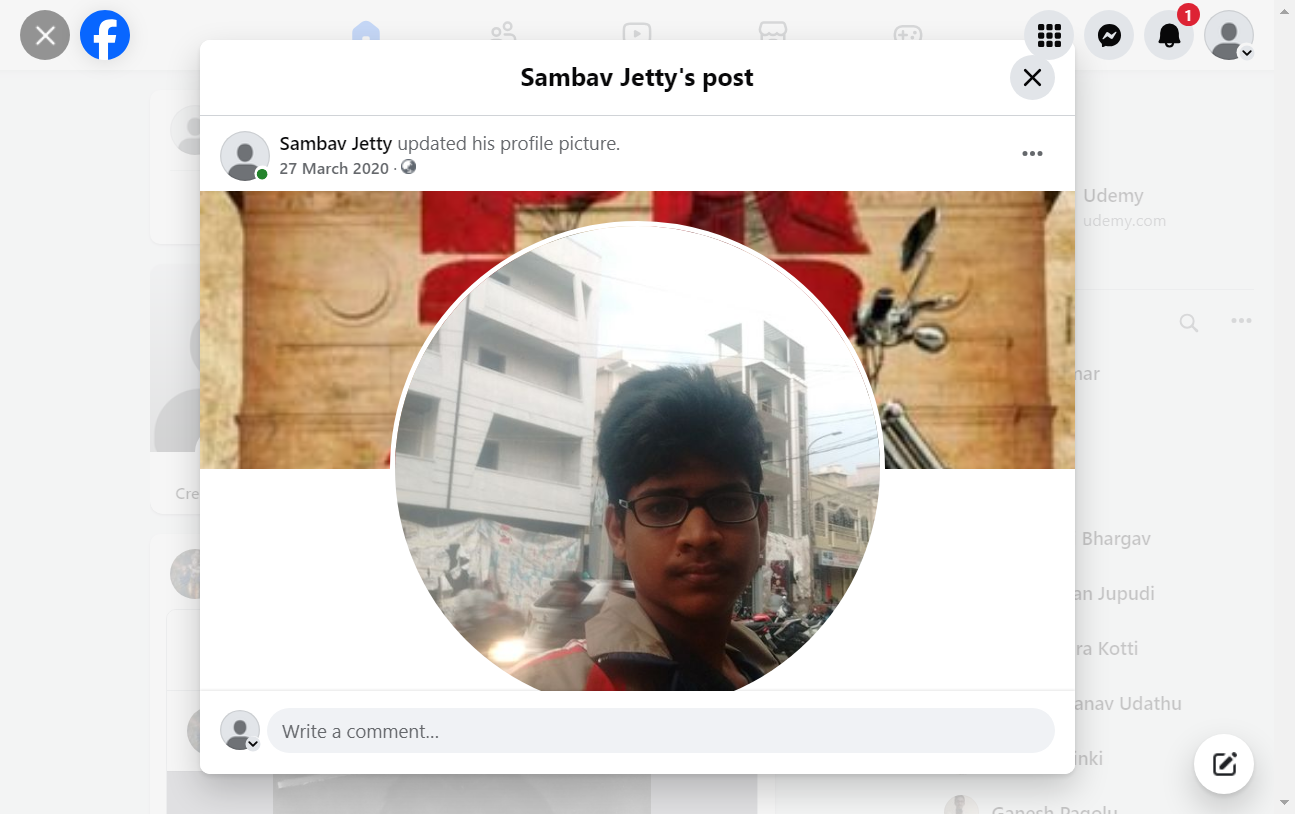 1
Sambav Jetty's post
Sambav Jetty updated his profile picture.
27 March 2020 ·
Udemy
udemy.com
mar
Cre
Bhargav
an Jupudi
ra Kotti
anav Udathu
inki
Write a comment...
Ganesh Pagolu